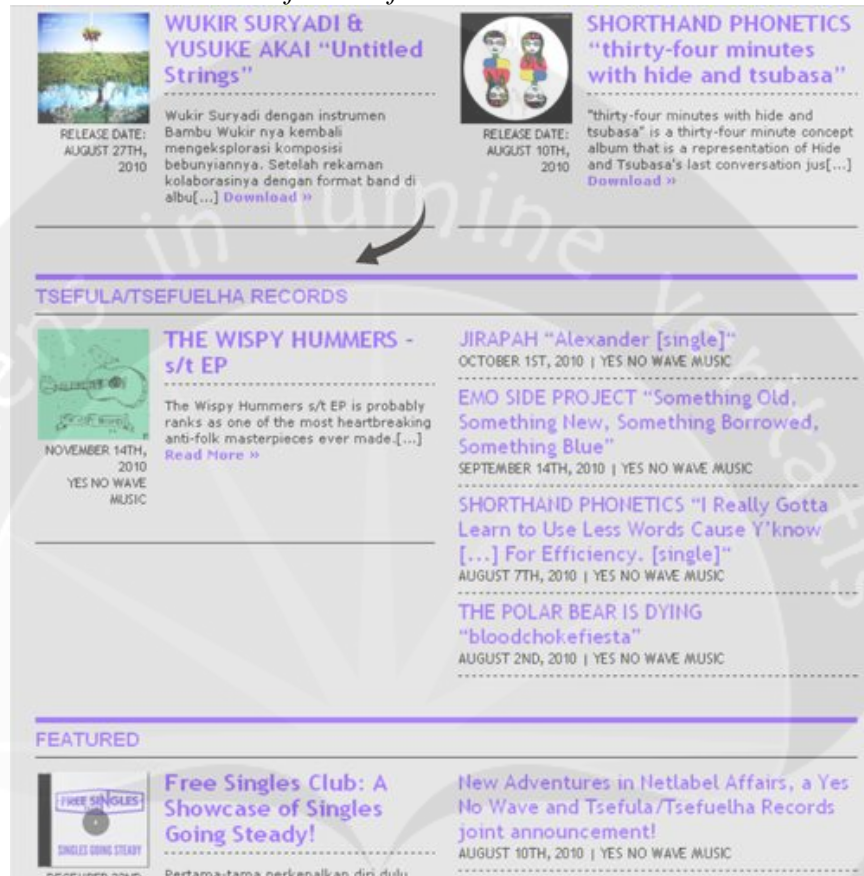 WUKIR SURYADI &
YUSUKE AKAI “Untitled
Strings”
Wukir Suryadi dengan instrumen
Bambu Wukir nya kembali
mengeksplorasi komposisi
bebunyiannya. Setelah rekaman
kolaborasinya dengan format band di
albu[...] Download »
RELEASE DATE:
AUGUST 27TH,
2010
SHORTHAND PHONETICS
“thirty-four minutes
with hide and tsubasa”
"thirty-four minutes with hide and
tsubasa" is a thirty-four minute concept
album that is a representation of Hide
and Tsubasa's last conversation jus[...]
Download »
RELEASE DATE:
AUGUST 10TH,
2010
TSEFULA/TSEFUELHA RECORDS
THE WISPY HUMMERS -
s/t EP
The Wispy Hummers s/t EP is probably
ranks as one of the most heartbreaking
anti-folk masterpieces ever made.[...]
Read More »
NOVEMBER 14TH,
2010
YES NO WAVE
MUSIC
JIRAPAH “Alexander [single]“
OCTOBER 1ST, 2010 | YES NO WAVE MUSIC
EMO SIDE PROJECT “Something Old,
Something New, Something Borrowed,
Something Blue”
SEPTEMBER 14TH, 2010 | YES NO WAVE MUSIC
SHORTHAND PHONETICS “I Really Gotta
Learn to Use Less Words Cause Y'know
[...] For Efficiency. [single]“
AUGUST 7TH, 2010 | YES NO WAVE MUSIC
THE POLAR BEAR IS DYING
“bloodchokefiesta”
AUGUST 2ND, 2010 | YES NO WAVE MUSIC
FEATURED
FREE SINGLES
SINGLES GOING STEADY
Free Singles Club: A
Showcase of Singles
Going Steady!
Pertama-tama perkenalkan diri dulu
New Adventures in Netlabel Affairs, a Yes
No Wave and Tsefula/Tsefuelha Records
joint announcement!
AUGUST 10TH, 2010 | YES NO WAVE MUSIC
ens in lumine veritatis